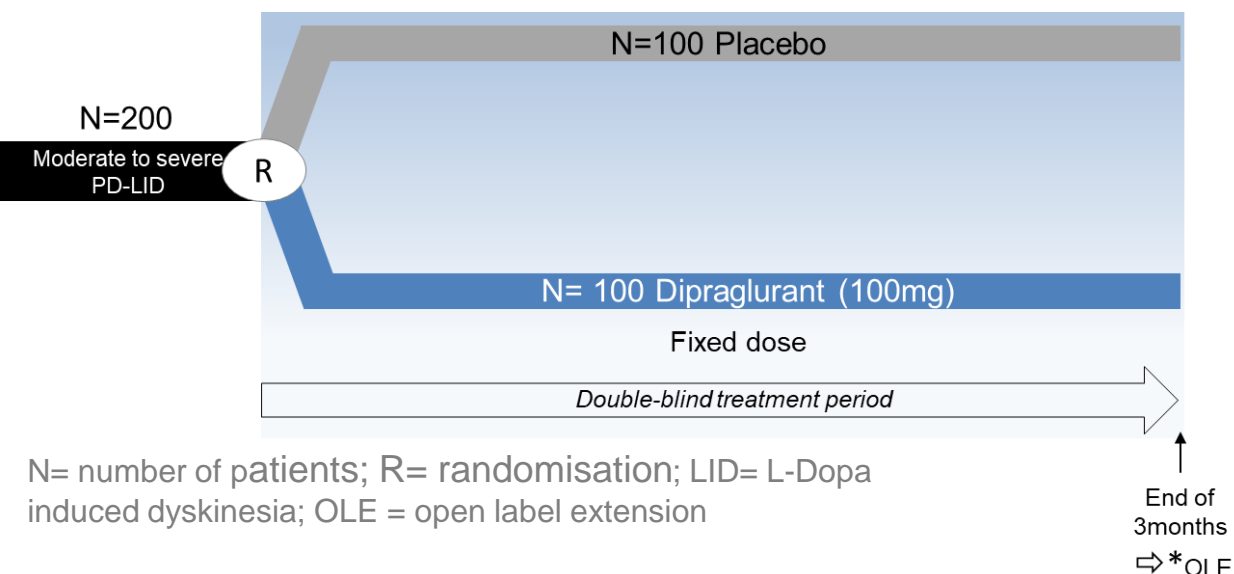 N=100 Placebo
N=200
Moderate to severe
PD-LID
R
N= 100 Dipraglurant (100mg)
Fixed dose
Double-blind treatment period
N= number of patients; R= randomisation; LID= L-Dopa
induced dyskinesia; OLE = open label extension
End of
3months
⇨*OLE